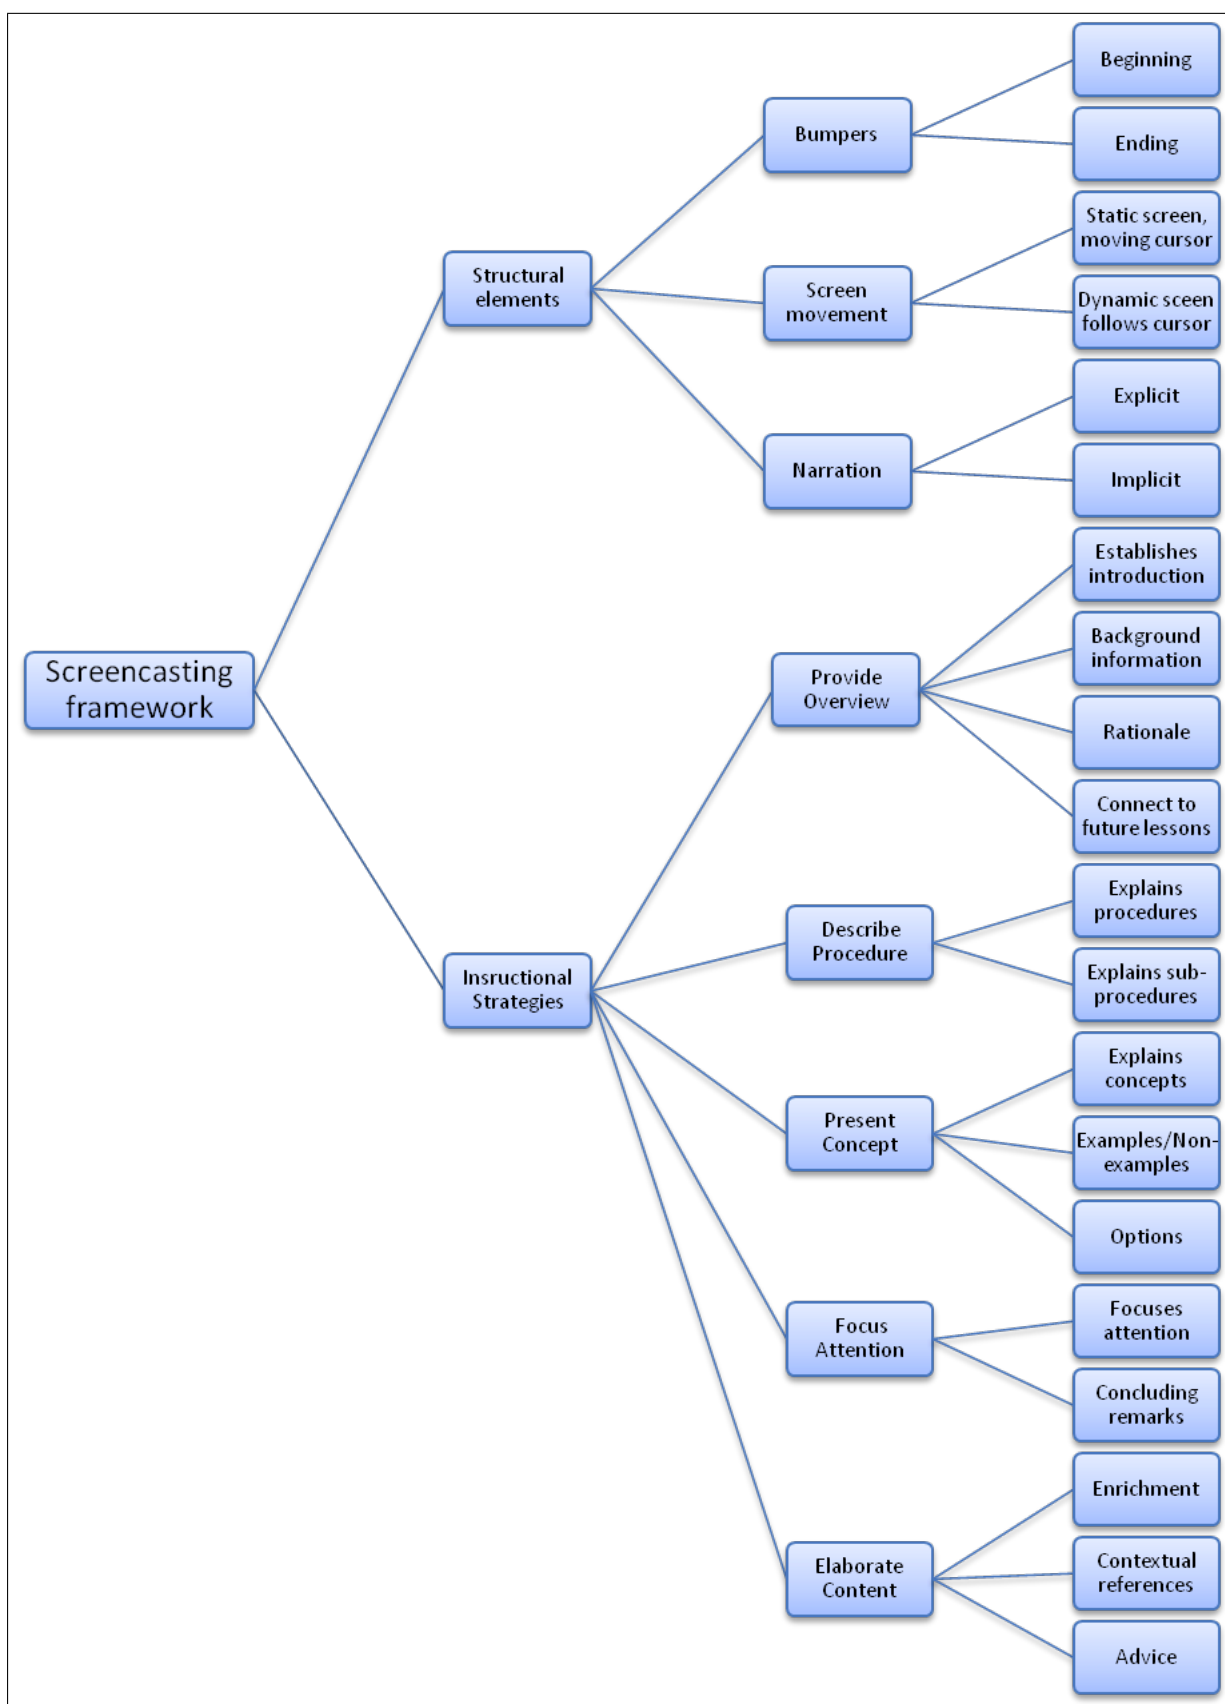 Screencasting
framework
Structural
elements
Bumpers
Beginning
Ending
Screen
movement
Static screen,
moving cursor
Dynamic sceen
follows cursor
Narration
Explicit
Implicit
Insructional
Strategies
Provide
Overview
Establishes
introduction
Background
information
Rationale
Connect to
future lessons
Describe
Procedure
Explains
procedures
Explains sub-
procedures
Present
Concept
Explains
concepts
Examples/Non-
examples
Options
Focus
Attention
Focuses
attention
Concluding
remarks
Elaborate
Content
Enrichment
Contextual
references
Advice